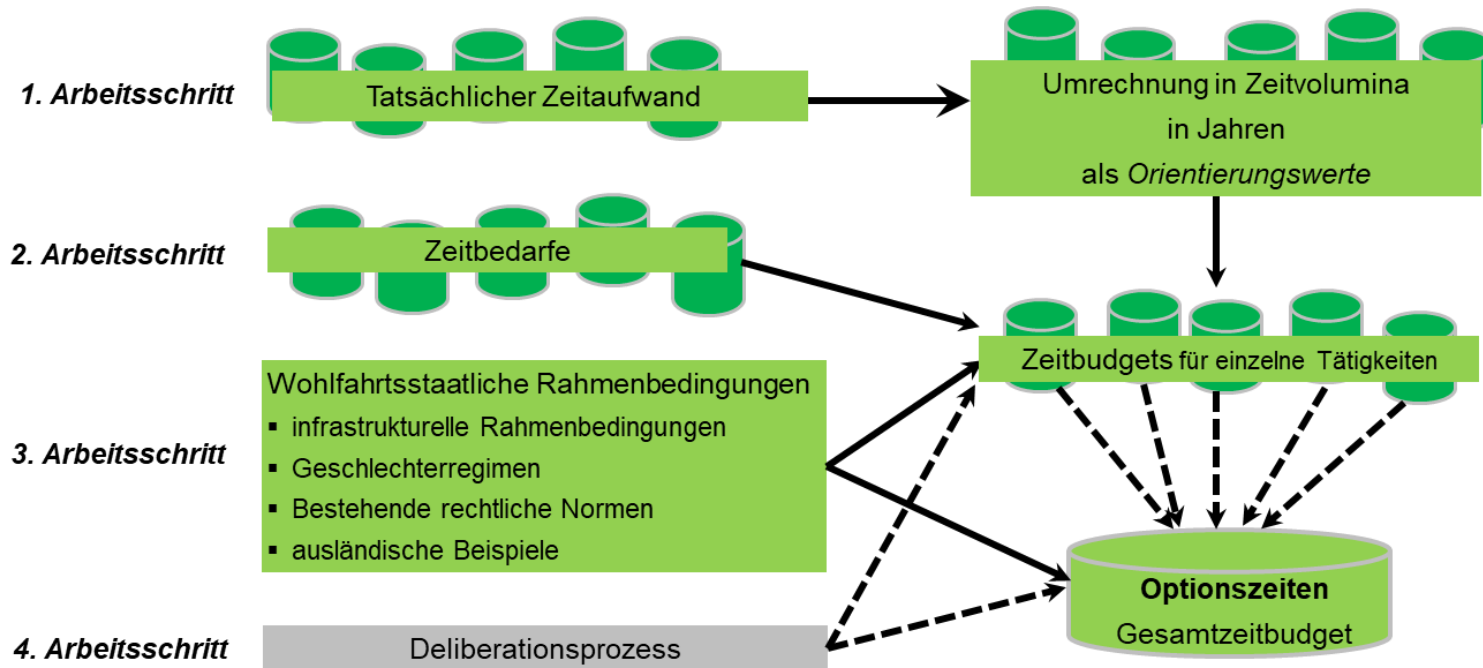 1. Arbeitsschritt
Tatsächlicher Zeitaufwand
Umrechnung in Zeitvolumina
in Jahren
als Orientierungswerte
2. Arbeitsschritt
Zeitbedarfe
Zeitbudgets für einzelne Tätigkeiten
3. Arbeitsschritt
Wohlfahrtsstaatliche Rahmenbedingungen
▪ infrastrukturelle Rahmenbedingungen
▪ Geschlechterregimen
▪ Bestehende rechtliche Normen
▪ ausländische Beispiele
Optionszeiten
Gesamtzeitbudget
4. Arbeitsschritt
Deliberationsprozess